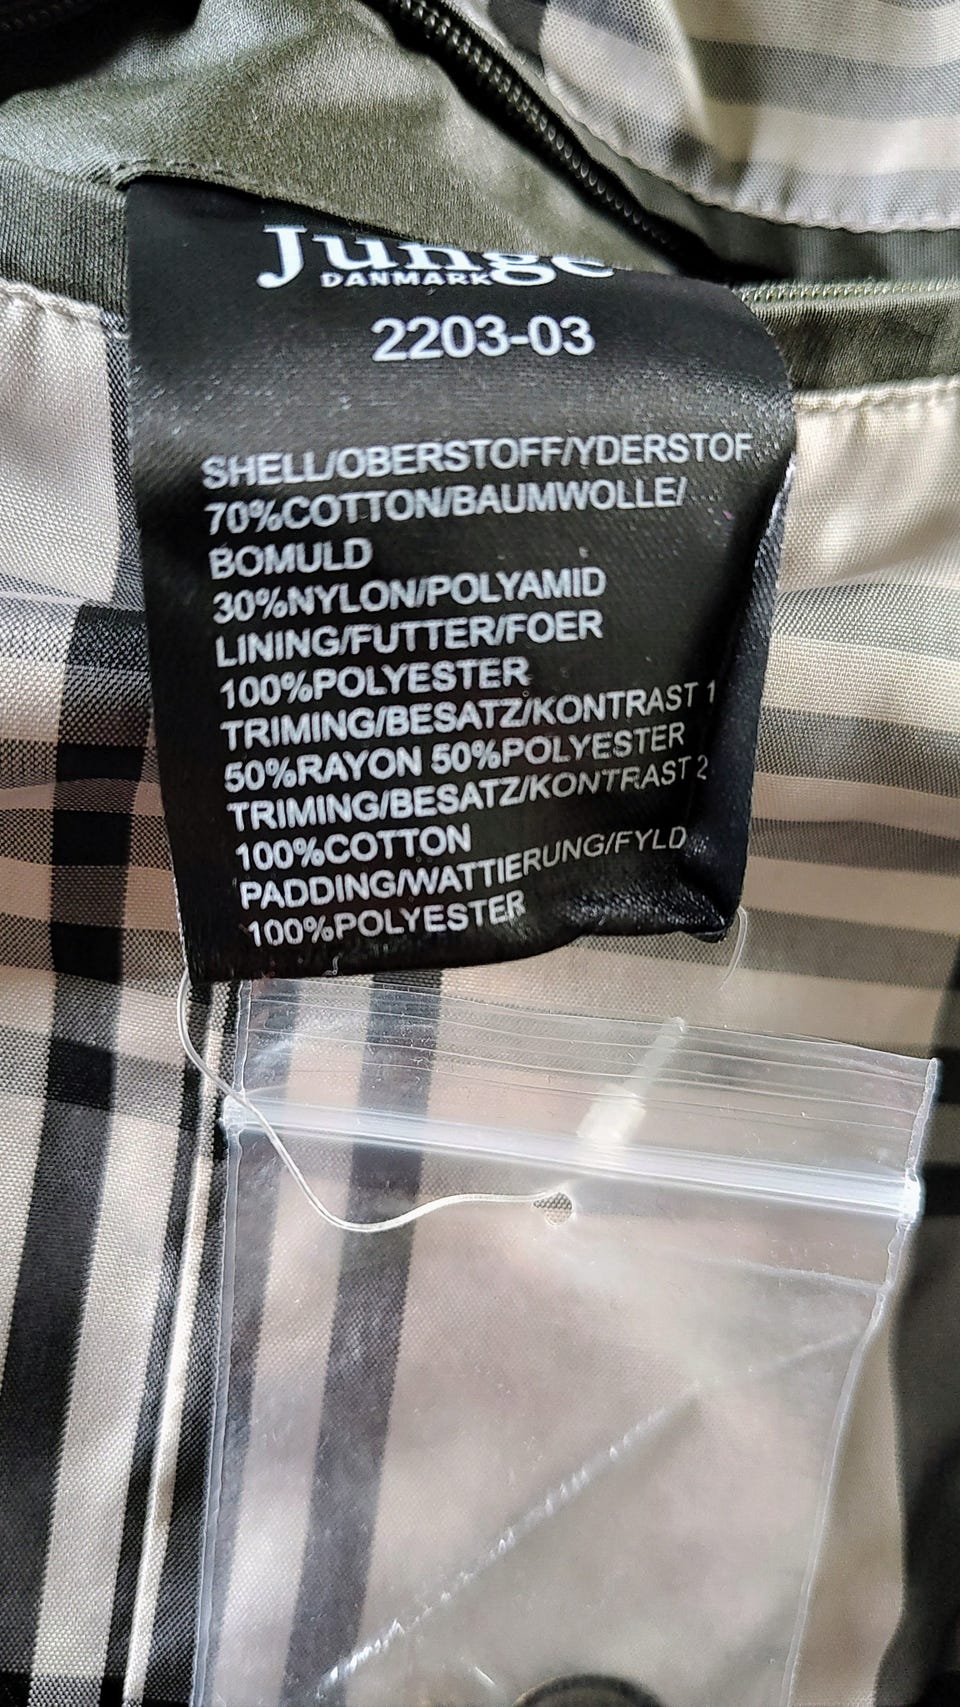 Junge
DANMARK
2203-03
SHELL/OBERSTOFF/YDERSTOF
70%COTTON/BAUMWOLLE/
BOMULD
30%NYLON/POLYAMID
LINING/FUTTER/FOER
100%POLYESTER
TRIMING/BESATZ/KONTRAST 1
50%RAYON 50%POLYESTER
TRIMING/BESATZ/KONTRAST 2
100%COTTON
PADDING/WATTIERUNG/FYLD
100%POLYESTER